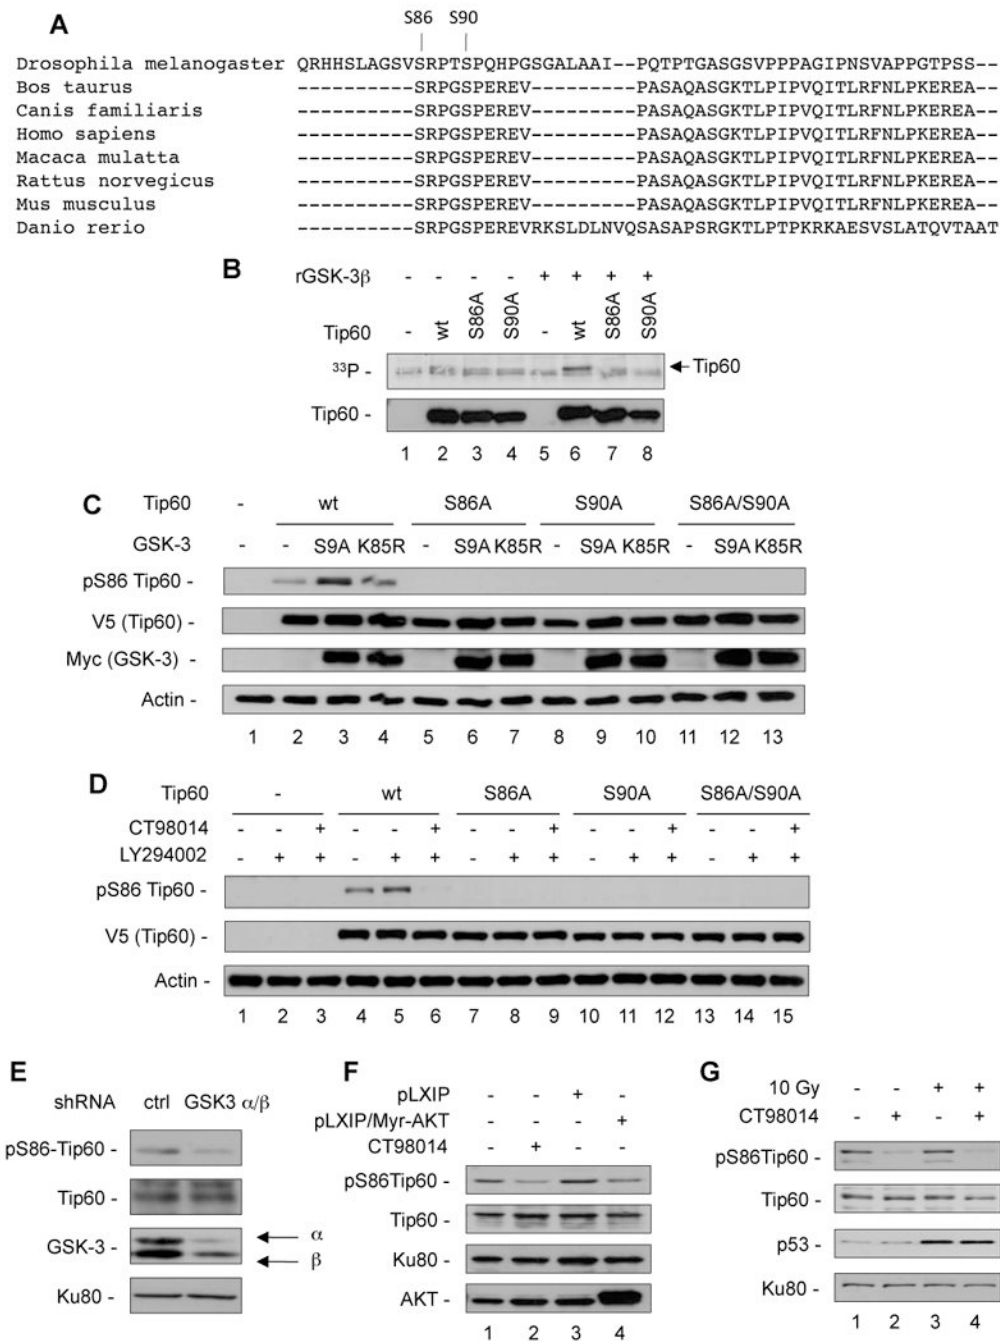 A
S86 S90
Drosophila melanogaster QRHHSLAGSVSRPTSPQHPGSGALAAI--PQTPTGASGSVPPPAGIPNSVAPPGTPSS--
Bos taurus ----------SRPGSPEREV---------PASAQASGKTLPIPVQITLRFNLPKEREA--
Canis familiaris ----------SRPGSPEREV---------PASAQASGKTLPIPVQITLRFNLPKEREA--
Homo sapiens ----------SRPGSPEREV---------PASAQASGKTLPIPVQITLRFNLPKEREA--
Macaca mulatta ----------SRPGSPEREV---------PASAQASGKTLPIPVQITLRFNLPKEREA--
Rattus norvegicus ----------SRPGSPEREV---------PASAQASGKTLPIPVQITLRFNLPKEREA--
Mus musculus ----------SRPGSPEREV---------PASAQASGKTLPIPVQITLRFNLPKEREA--
Danio rerio ----------SRPGSPEREVRKSLDLNVQSASAPSRGKTLPTPKRKAESVSLATQVTAAT
B
rGSK-3β - - - - + + + +
Tip60 - wt S86A S90A - wt S86A S90A
33P - Tip60
Tip60 -
1 2 3 4 5 6 7 8
C
Tip60 - wt S86A S90A S86A/S90A
GSK-3 - - S9A K85R - S9A K85R - S9A K85R - S9A K85R
pS86 Tip60 -
V5 (Tip60) -
Myc (GSK-3) -
Actin -
1 2 3 4 5 6 7 8 9 10 11 12 13
D
Tip60 - wt S86A S90A S86A/S90A
CT98014 - - + - - + - - + - - + - - +
LY294002 - + + - + + - + + - + + - + +
pS86 Tip60 -
V5 (Tip60) -
Actin -
1 2 3 4 5 6 7 8 9 10 11 12 13 14 15
E
shRNA ctrl GSK3 α/β
pS86-Tip60 -
Tip60 -
GSK-3 - α
β
Ku80 -
F
pLXIP - - + -
pLXIP/Myr-AKT - - - +
CT98014 - + - -
pS86Tip60 -
Tip60 -
Ku80 -
AKT -
1 2 3 4
G
10 Gy - - + +
CT98014 - + - +
pS86Tip60 -
Tip60 -
p53 -
Ku80 -
1 2 3 4